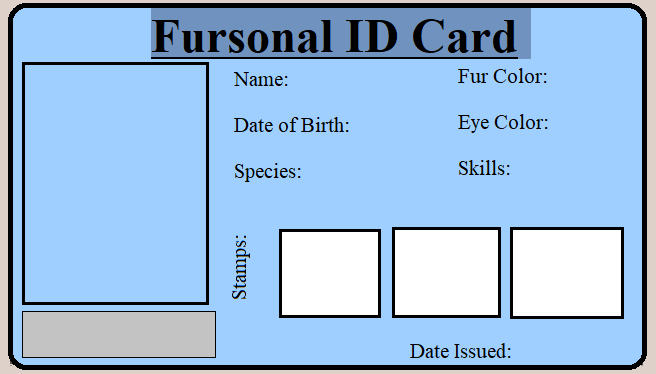 Fursonal ID Card
Name:
Fur Color:
Date of Birth:
Eye Color:
Species:
Skills:
Stamps:
Date Issued: